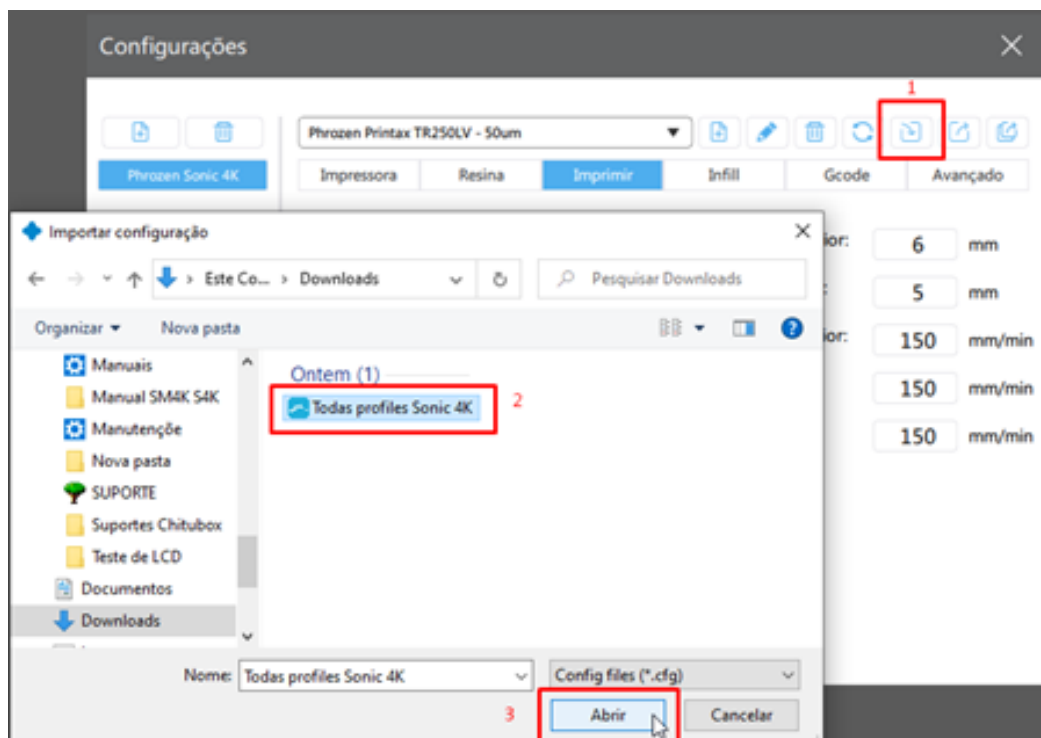 Configurações
1
Phrozen Printax TR250LV - 50um
Phrozen Sonic 4K
Impressora Resina Imprimir Infill Gcode Avançado
Importar configuração
ior: 6 mm
Este Co... Downloads
Pesquisar Downloads
: 5 mm
Organizar Nova pasta
ior: 150 mm/min
Manuais
Ontem (1)
Manual SM4K S4K
Todas profiles Sonic 4K 2
150 mm/min
Manutençõe
150 mm/min
Nova pasta
SUPORTE
Suportes Chitubox
Teste de LCD
Documentos
Downloads
Nome: Todas profiles Sonic 4K Config files (*.cfg)
3 Abrir Cancelar